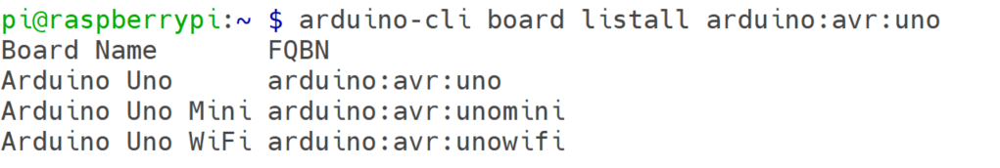 pi@raspberrypi:~ $ arduino-cli board listall arduino:avr:uno
Board Name       FQBN
Arduino Uno      arduino:avr:uno
Arduino Uno Mini arduino:avr:unomini
Arduino Uno WiFi arduino:avr:unowifi